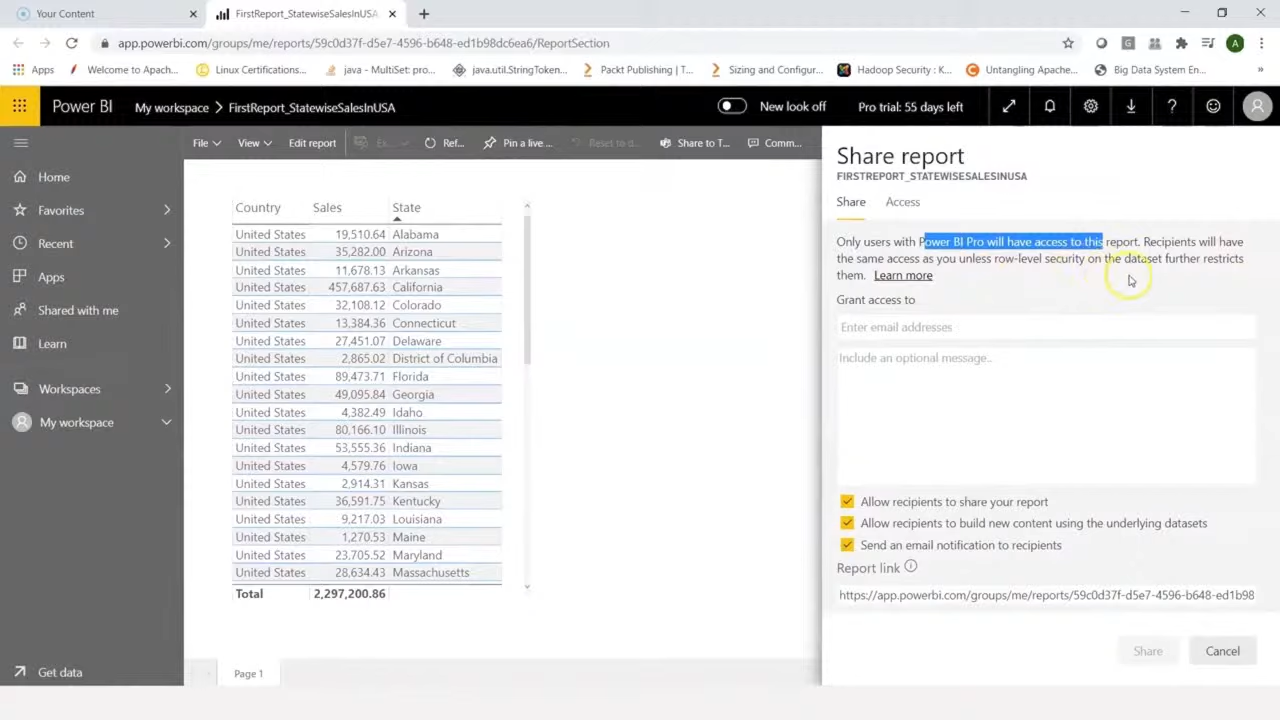 Your Content
FirstReport_StatewiseSalesInUSA
app.powerbi.com/groups/me/reports/59c0d37f-d5e7-4596-b648-ed1b98dc6ea6/ReportSection
A
Apps
Welcome to Apach...
Linux Certifications...
java - MultiSet: pro...
java.util.StringToken...
Packt Publishing | T...
Sizing and Configur...
Hadoop Security : K...
Untangling Apache...
Big Data System En...
»
Power BI
My workspace > FirstReport_StatewiseSalesInUSA
New look off
Pro trial: 55 days left
File
View
Edit report
Ex...
Ref...
Pin a live ...
Reset to d...
Share to T...
Comm...
Home
Favorites
Recent
Apps
Shared with me
Learn
Workspaces
My workspace
Get data
Country Sales State
United States 19,510.64 Alabama
United States 35,282.00 Arizona
United States 11,678.13 Arkansas
United States 457,687.63 California
United States 32,108.12 Colorado
United States 13,384.36 Connecticut
United States 27,451.07 Delaware
United States 2,865.02 District of Columbia
United States 89,473.71 Florida
United States 49,095.84 Georgia
United States 4,382.49 Idaho
United States 80,166.10 Illinois
United States 53,555.36 Indiana
United States 4,579.76 Iowa
United States 2,914.31 Kansas
United States 36,591.75 Kentucky
United States 9,217.03 Louisiana
United States 1,270.53 Maine
United States 23,705.52 Maryland
United States 28,634.43 Massachusetts
Total 2,297,200.86
Page 1
Share report
FIRSTREPORT_STATEWISESALESINUSA
Share Access
Only users with Power BI Pro will have access to this report. Recipients will have
the same access as you unless row-level security on the dataset further restricts
them. Learn more
Grant access to
Enter email addresses
Include an optional message..
Allow recipients to share your report
Allow recipients to build new content using the underlying datasets
Send an email notification to recipients
Report link
https://app.powerbi.com/groups/me/reports/59c0d37f-d5e7-4596-b648-ed1b98
Share Cancel